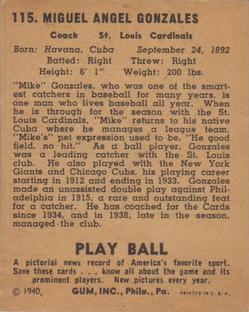 115. MIGUEL ANGEL GONZALES
Coach St. Louis Cardinals
Born: Havana, Cuba September 24, 1892
Batted: Right Threw: Right
Height: 6' 1" Weight: 200 lbs.
"Mike" Gonzales, who was one of the smart-
est catchers in baseball for many years, is
one man who lives baseball all year. When
he is through for the season with the St.
Louis Cardinals, "Mike" returns to his native
Cuba where he manages a league team.
"Mike's" pet expression used to be, "He good
field, no hit." As a ball player, Gonzales
was a leading catcher with the St. Louis
club. He also played with the New York
Giants and Chicago Cubs, his playing career
starting in 1912 and ending in 1933. Gonzales
made an unassisted double play against Phil-
adelphia in 1915, a rare and outstanding feat
for a catcher. He has coached for the Cards
since 1934, and in 1938, late in the season,
managed the club.
PLAY BALL
A pictorial news record of America's favorite sport.
Save these cards . . . know all about the game and its
prominent players. New pictures every year.
© 1940, GUM, INC., Phila., Pa. PRINTED IN U. S. A.